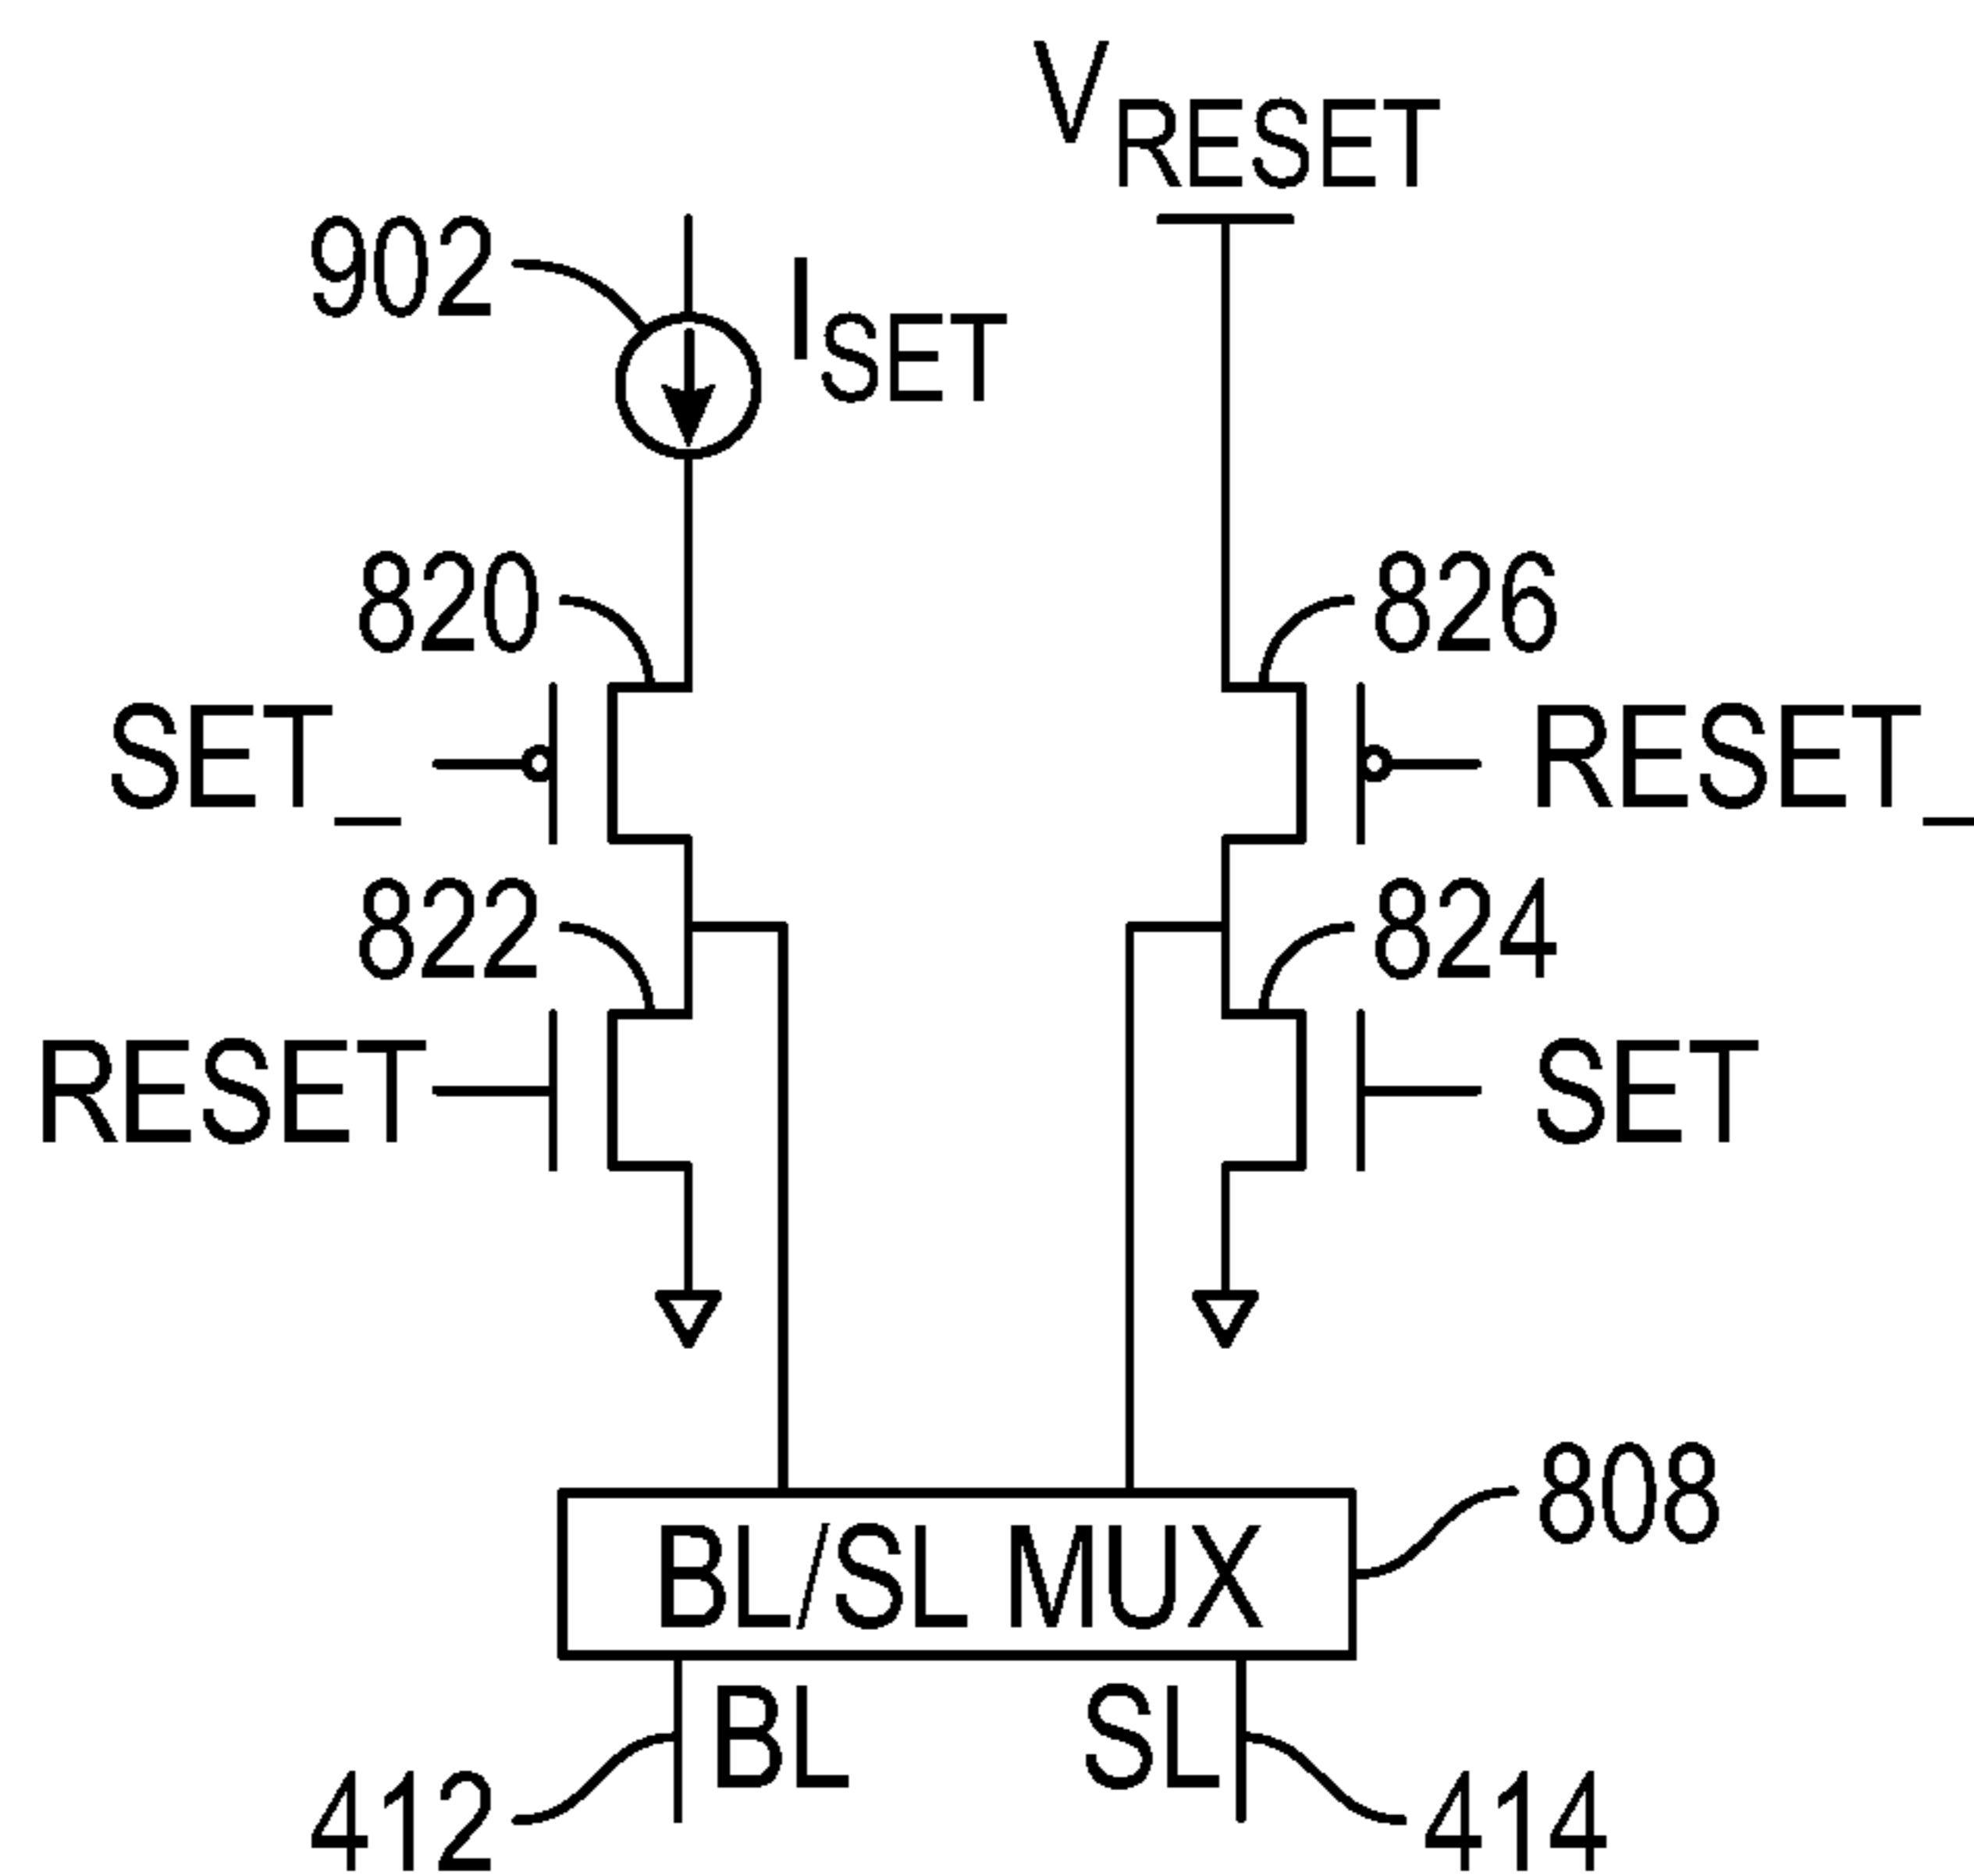 V_RESET
902 I_SET
820 826
SET_ RESET_
822 824
RESET SET
808
BL/SL MUX
BL SL
412 414